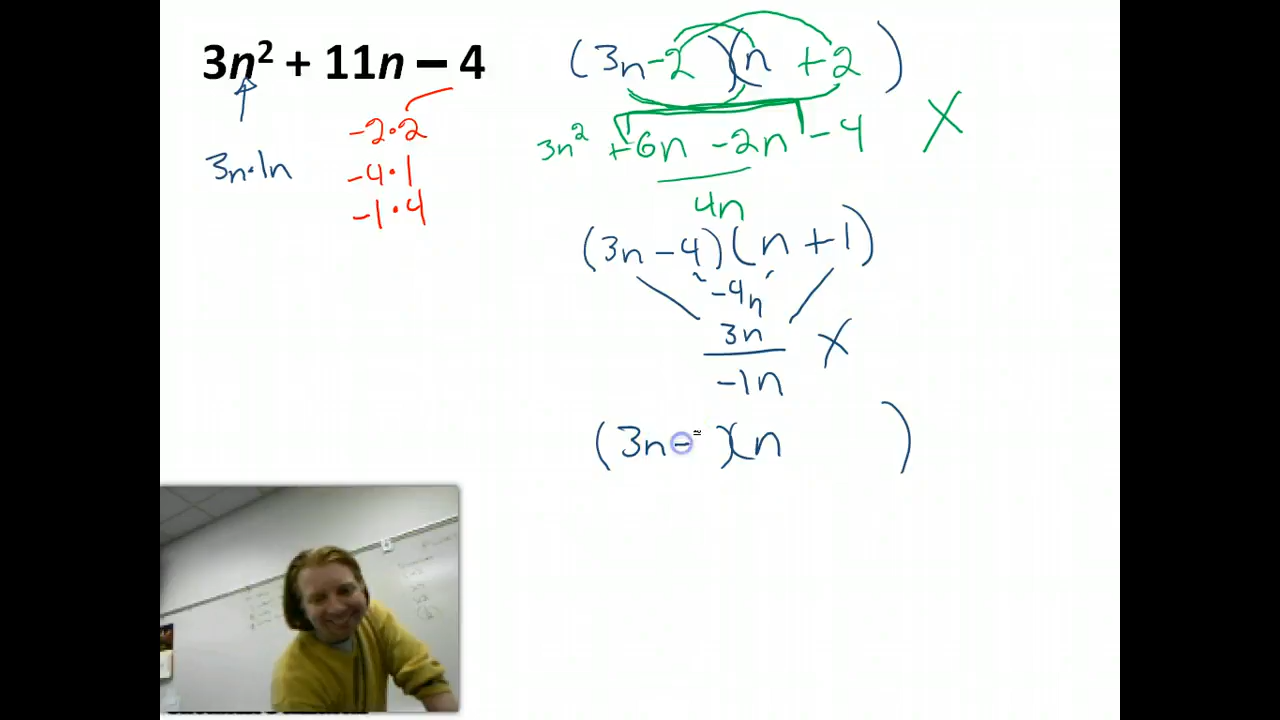 3n² + 11n – 4
3n·1n
-2·2
-4·1
-1·4
(3n-2)(n +2)
3n² +6n -2n -4 X
4n
(3n-4)(n+1)
-4n
3n X
-1n
(3n- )(n )